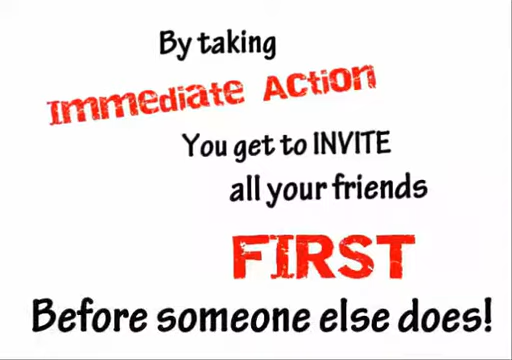 By taking
Immediate Action
You get to INVITE
all your friends
FIRST
Before someone else does!